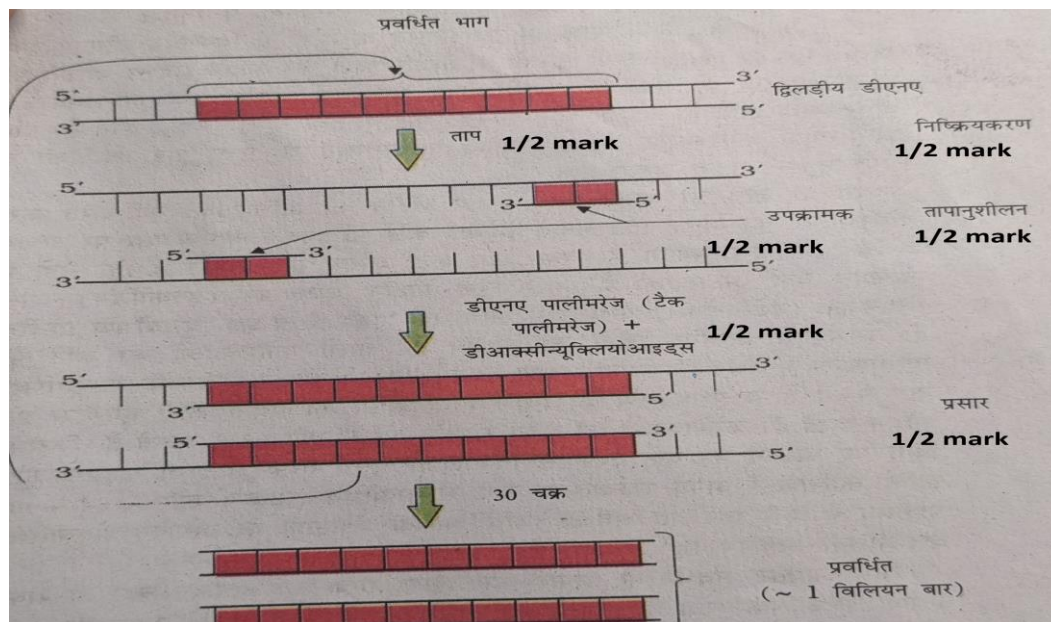 प्रवर्धित भाग
5′ 3′ द्विलड़ीय डीएनए
3′ 5′
ताप 1/2 mark
निष्क्रियकरण
1/2 mark
5′ 3′
3′ 5′
उपक्रामक
1/2 mark
तापानुशीलन
1/2 mark
5′ 3′
3′ 5′
डीएनए पालीमरेज (टैक
पालीमरेज) +
डीआक्सीन्यूक्लियोआइड्स
1/2 mark
5′ 3′
3′ 5′
प्रसार
1/2 mark
5′ 3′
3′ 5′
30 चक्र
प्रवर्धित
(~ 1 विलियन बार)